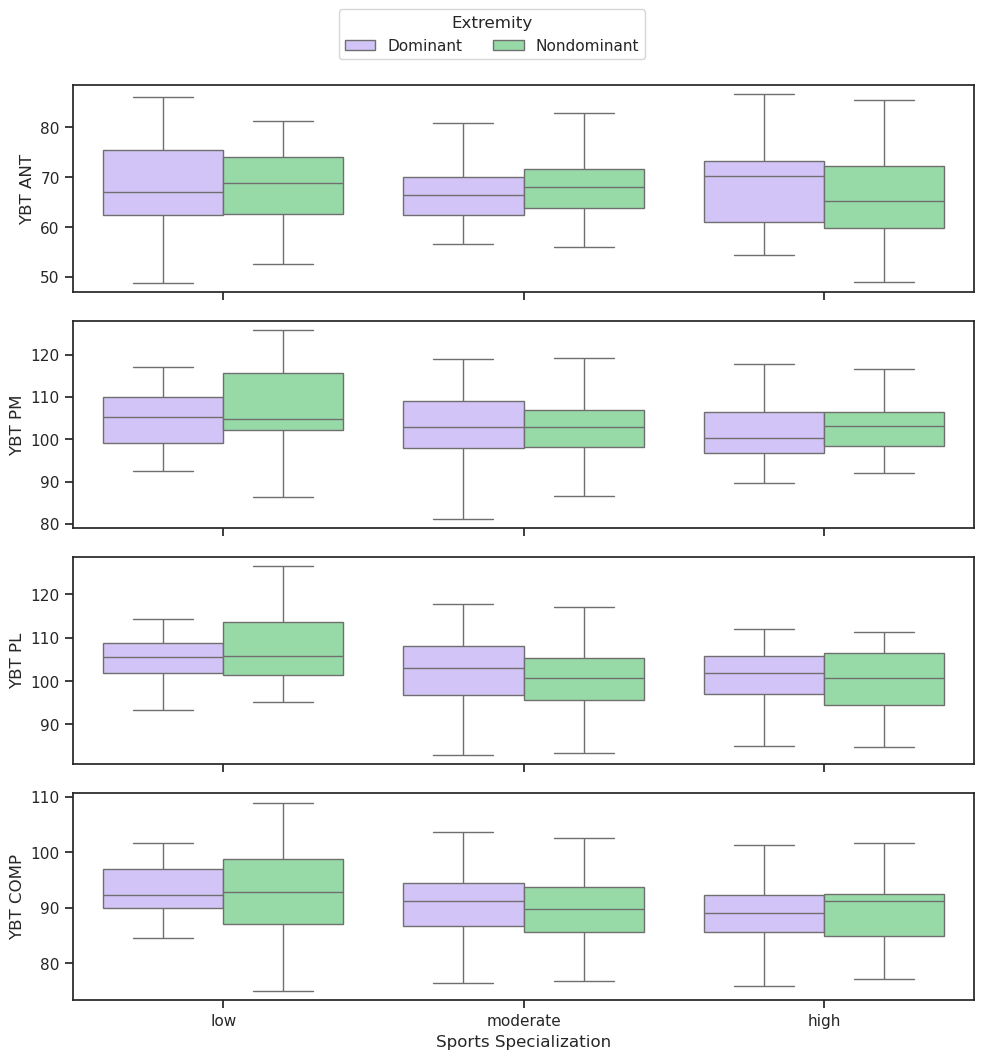 Extremity
Dominant Nondominant
YBT ANT
80
70
60
50
YBT PM
120
110
100
90
80
YBT PL
120
110
100
90
YBT COMP
110
100
90
80
low moderate high
Sports Specialization